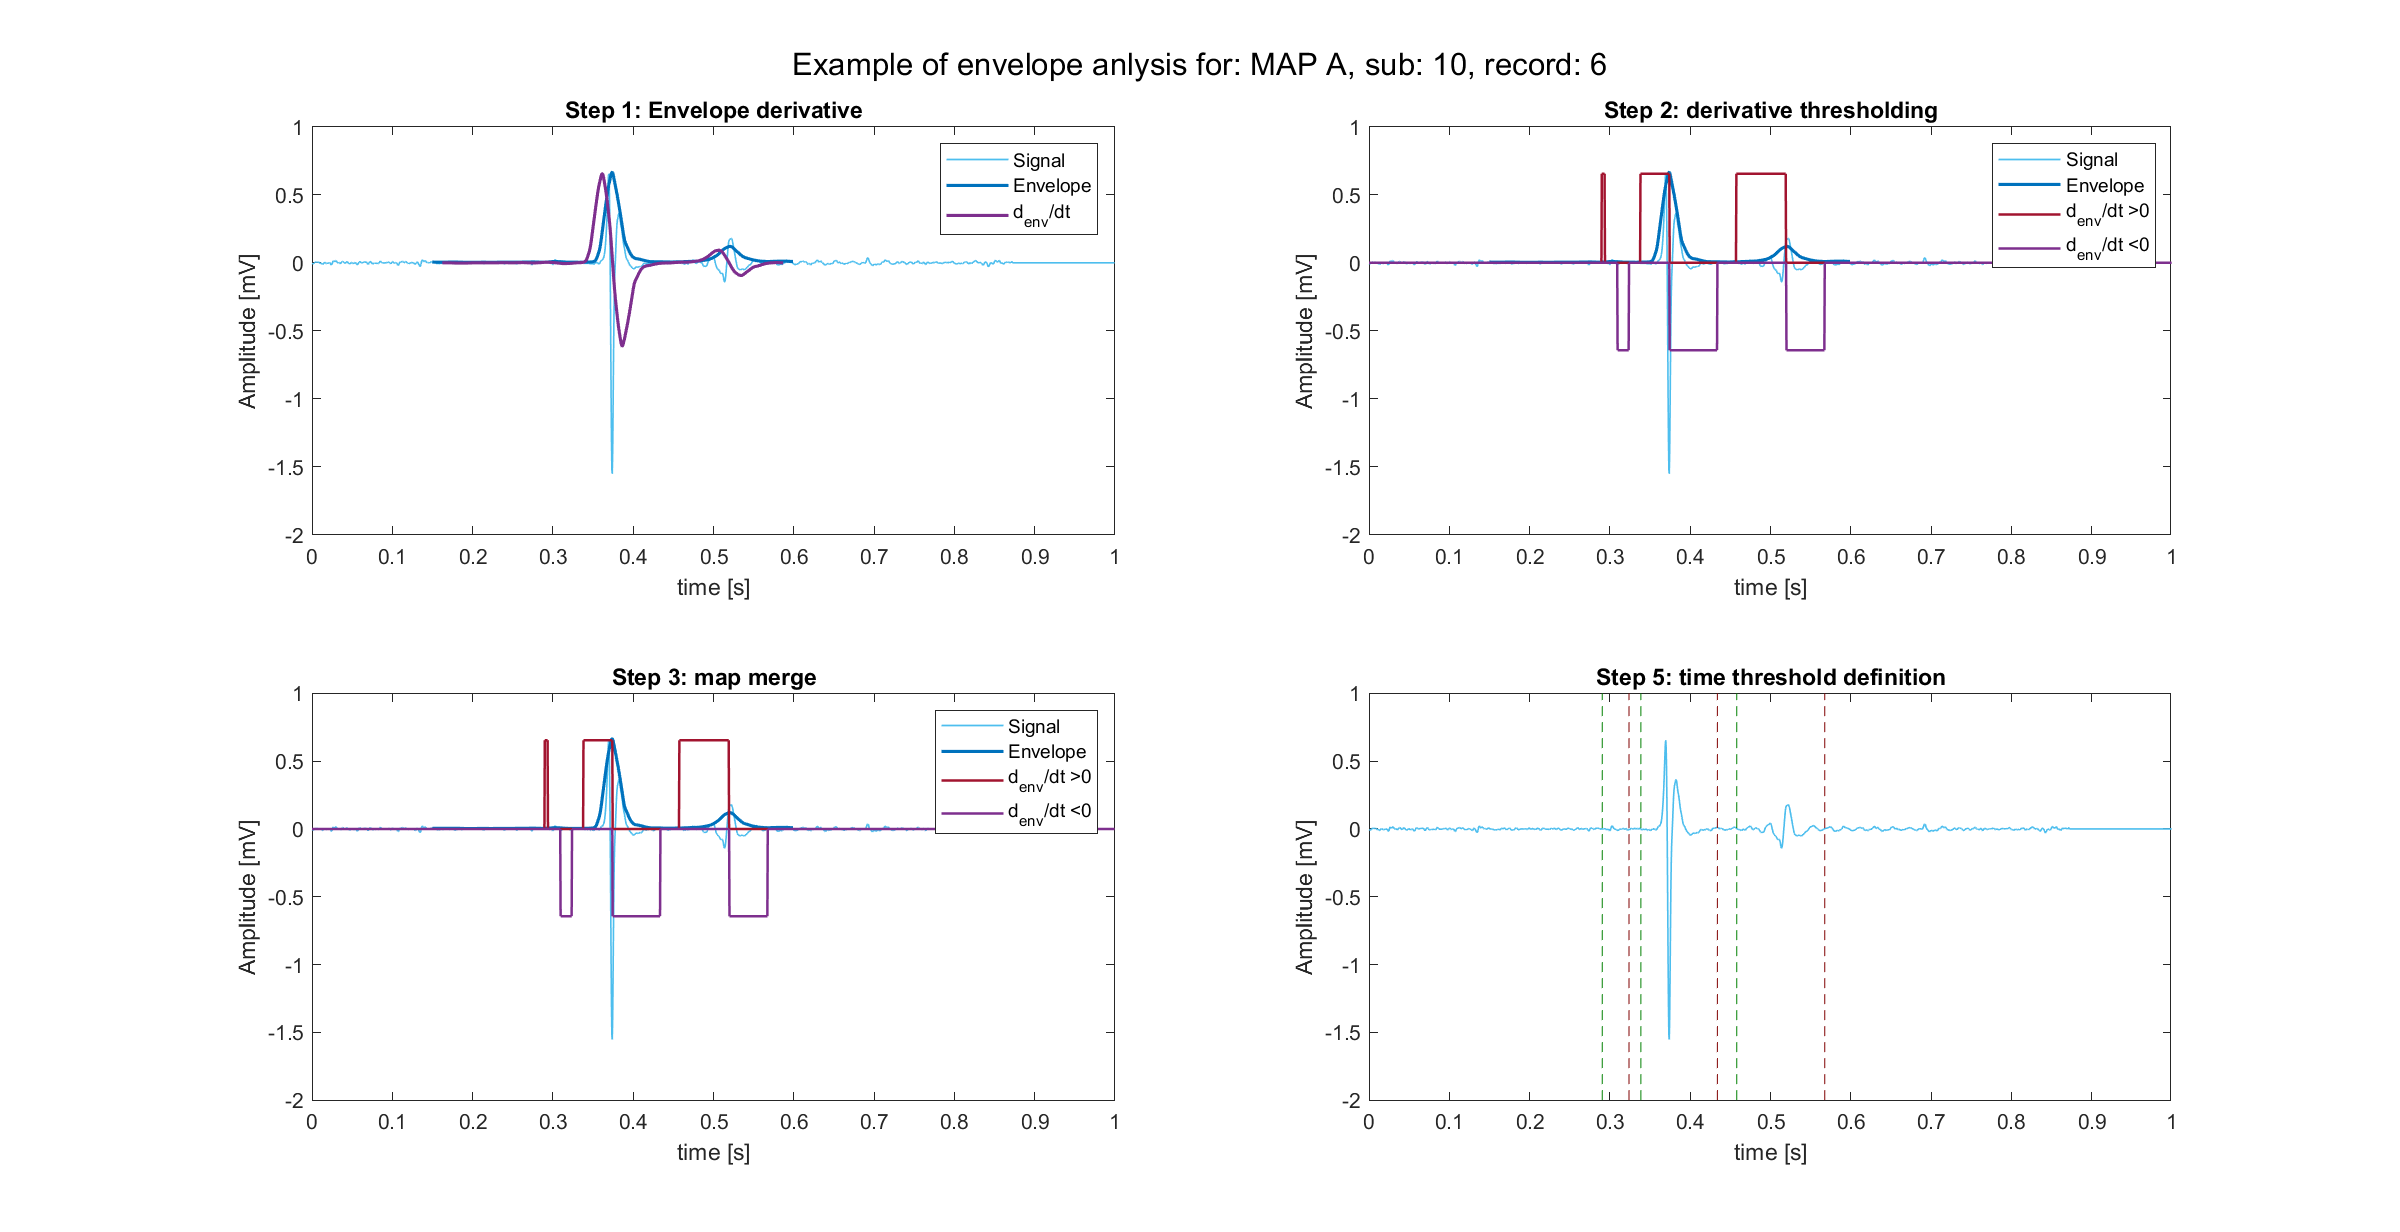 Example of envelope anlysis for: MAP A, sub: 10, record: 6
Step 1: Envelope derivative
Amplitude [mV]
1
0.5
0
-0.5
-1
-1.5
-2
0 0.1 0.2 0.3 0.4 0.5 0.6 0.7 0.8 0.9 1
time [s]
Signal
Envelope
d_env/dt
Step 2: derivative thresholding
Amplitude [mV]
1
0.5
0
-0.5
-1
-1.5
-2
0 0.1 0.2 0.3 0.4 0.5 0.6 0.7 0.8 0.9 1
time [s]
Signal
Envelope
d_env/dt >0
d_env/dt <0
Step 3: map merge
Amplitude [mV]
1
0.5
0
-0.5
-1
-1.5
-2
0 0.1 0.2 0.3 0.4 0.5 0.6 0.7 0.8 0.9 1
time [s]
Signal
Envelope
d_env/dt >0
d_env/dt <0
Step 5: time threshold definition
Amplitude [mV]
1
0.5
0
-0.5
-1
-1.5
-2
0 0.1 0.2 0.3 0.4 0.5 0.6 0.7 0.8 0.9 1
time [s]